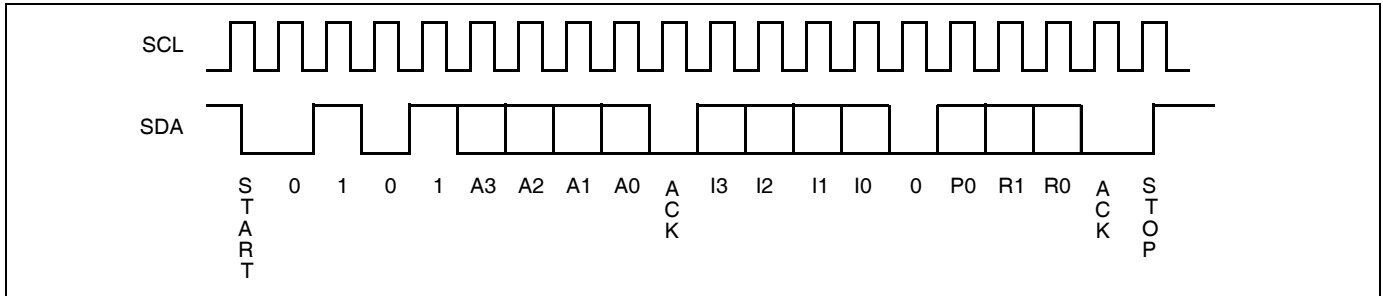 SCL
SDA
START 0 1 0 1 A3 A2 A1 A0 ACK I3 I2 I1 I0 0 P0 R1 R0 ACK STOP